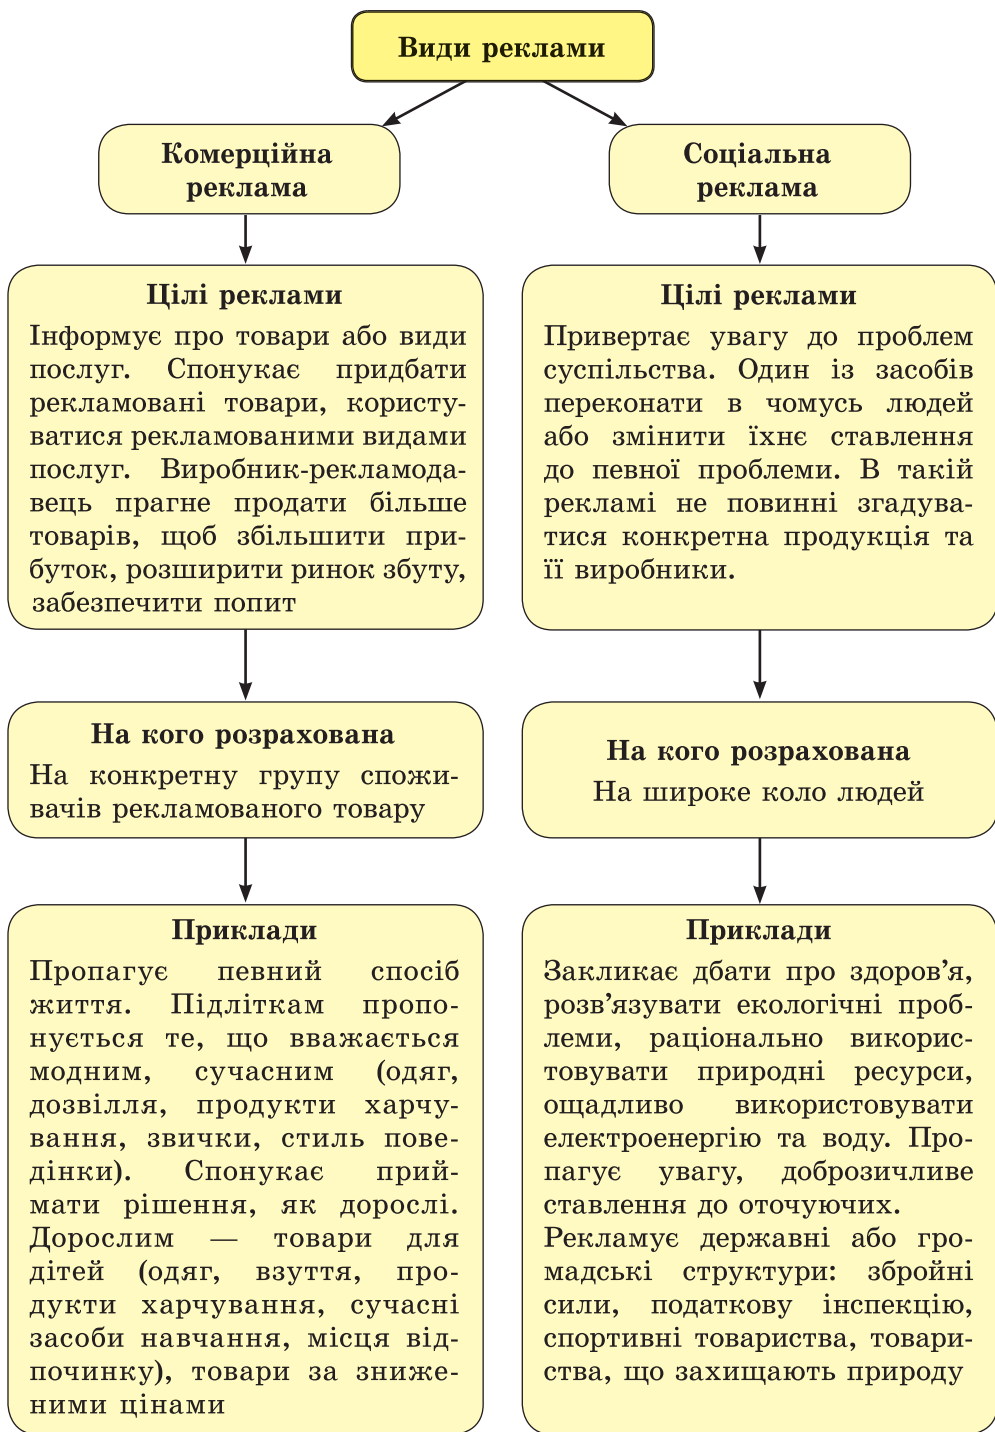 Види реклами
Комерційна
реклама
Цілі реклами
Інформує про товари або види
послуг. Спонукає придбати
рекламовані товари, користу-
ватися рекламованими видами
послуг. Виробник-рекламода-
вець прагне продати більше
товарів, щоб збільшити при-
буток, розширити ринок збуту,
забезпечити попит
На кого розрахована
На конкретну групу спожи-
вачів рекламованого товару
Приклади
Пропагує певний спосіб
життя. Підліткам пропо-
нується те, що вважається
модним, сучасним (одяг,
дозвілля, продукти харчу-
вання, звички, стиль пове-
дінки). Спонукає прий-
мати рішення, як дорослі.
Дорослим — товари для
дітей (одяг, взуття, про-
дукти харчування, сучасні
засоби навчання, місця від-
починку), товари за зниже-
ними цінами
Соціальна
реклама
Цілі реклами
Привертає увагу до проблем
суспільства. Один із засобів
переконати в чомусь людей
або змінити їхнє ставлення
до певної проблеми. В такій
рекламі не повинні згадува-
тися конкретна продукція та
її виробники.
На кого розрахована
На широке коло людей
Приклади
Закликає дбати про здоров’я,
розв’язувати екологічні проб-
леми, раціонально викорис-
товувати природні ресурси,
ощадливо використовувати
електроенергію та воду. Про-
пагує увагу, доброзичливе
ставлення до оточуючих.
Рекламує державні або гро-
мадські структури: збройні
сили, податкову інспекцію,
спортивні товариства, товари-
ства, що захищають природу